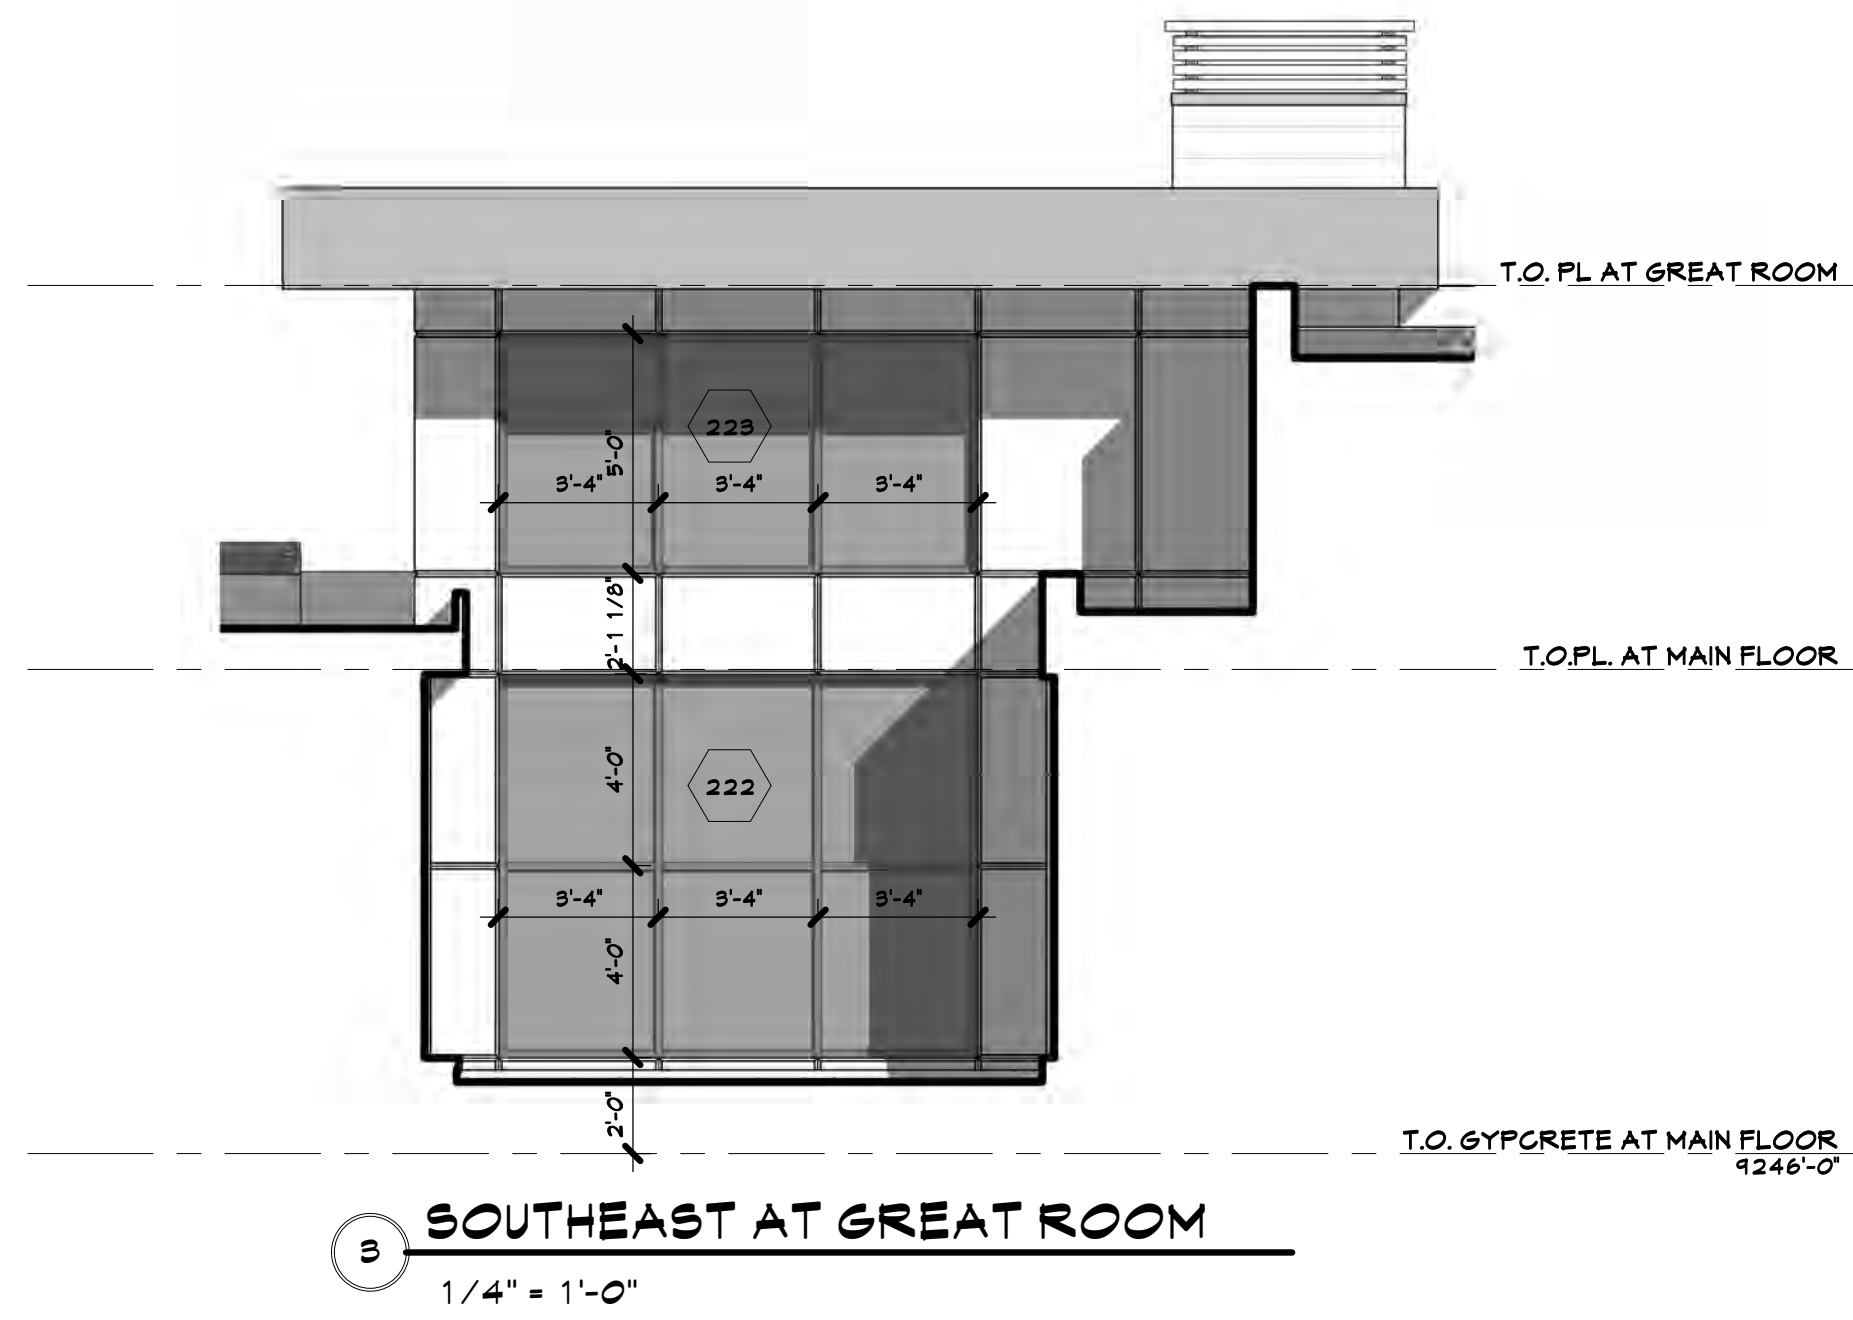 T.O. PL AT GREAT ROOM
223
5'-0"
3'-4" 3'-4" 3'-4"
2'-1 1/8"
T.O.PL. AT MAIN FLOOR
4'-0"
222
3'-4" 3'-4" 3'-4"
4'-0"
2'-0"
T.O. GYPCRETE AT MAIN FLOOR
9246'-0"
3 SOUTHEAST AT GREAT ROOM
1/4" = 1'-0"